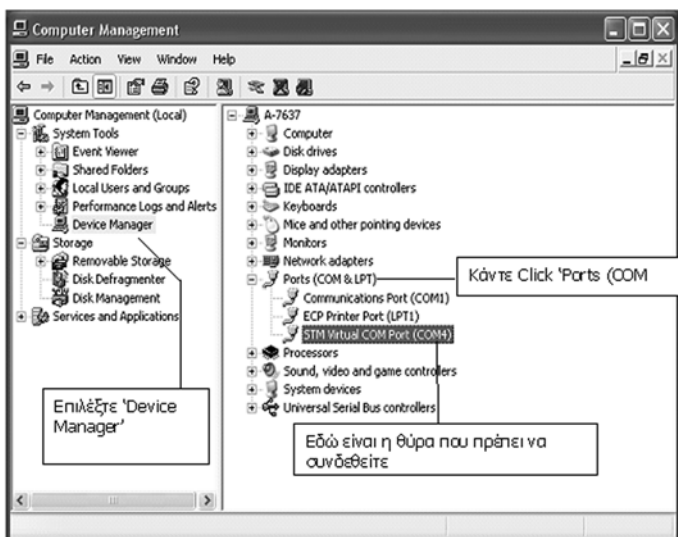 Computer Management
File Action View Window Help
Computer Management (Local)
System Tools
Event Viewer
Shared Folders
Local Users and Groups
Performance Logs and Alerts
Device Manager
Storage
Removable Storage
Disk Defragmenter
Disk Management
Services and Applications
Επιλέξτε 'Device
Manager'
A-7637
Computer
Disk drives
Display adapters
IDE ATA/ATAPI controllers
Keyboards
Mice and other pointing devices
Monitors
Network adapters
Ports (COM & LPT)
Κάντε Click 'Ports (COM
Communications Port (COM1)
ECP Printer Port (LPT1)
STM Virtual COM Port (COM4)
Processors
Sound, video and game controllers
System devices
Universal Serial Bus controllers
Εδώ είναι η θύρα που πρέπει να
συνδεθείτε